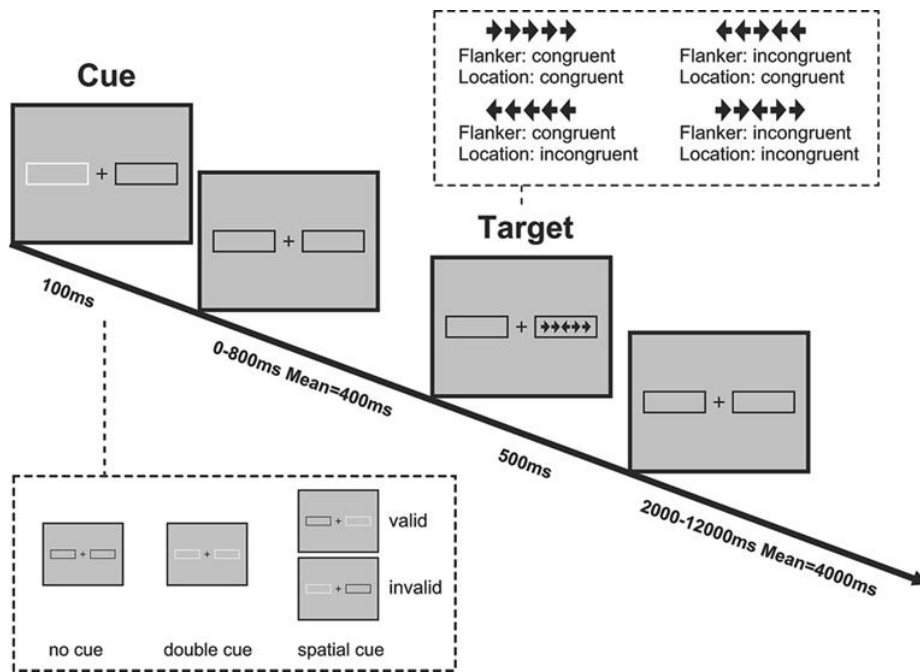 Cue
100ms
0-800ms Mean=400ms
Target
500ms
2000-12000ms Mean=4000ms
Flanker: congruent
Location: congruent
Flanker: incongruent
Location: congruent
Flanker: congruent
Location: incongruent
Flanker: incongruent
Location: incongruent
no cue
double cue
spatial cue
valid
invalid